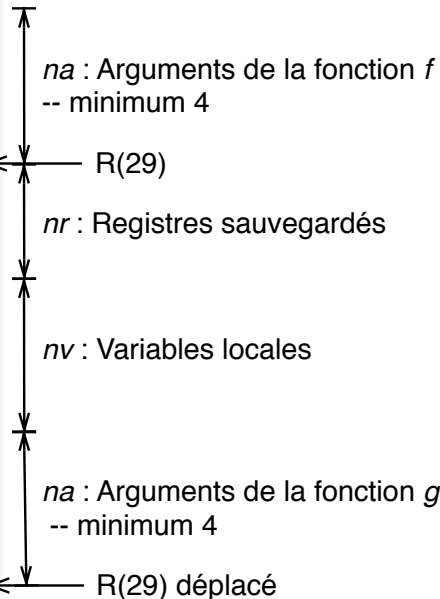 na : Arguments de la fonction f
-- minimum 4
R(29)
nr : Registres sauvegardés
nv : Variables locales
na : Arguments de la fonction g
-- minimum 4
R(29) déplacé